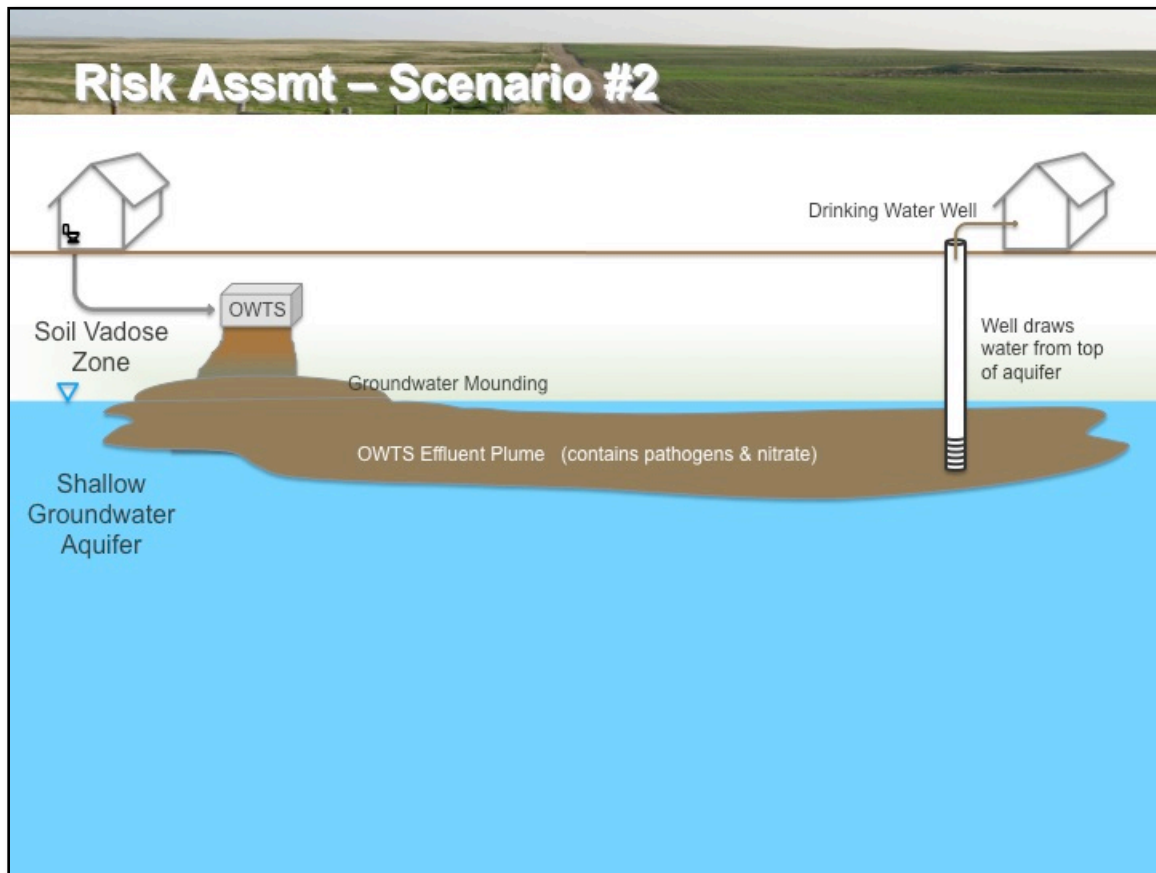 Risk Assmt – Scenario #2
Drinking Water Well
OWTS
Soil Vadose
Zone
Well draws
water from top
of aquifer
Groundwater Mounding
OWTS Effluent Plume (contains pathogens & nitrate)
Shallow
Groundwater
Aquifer